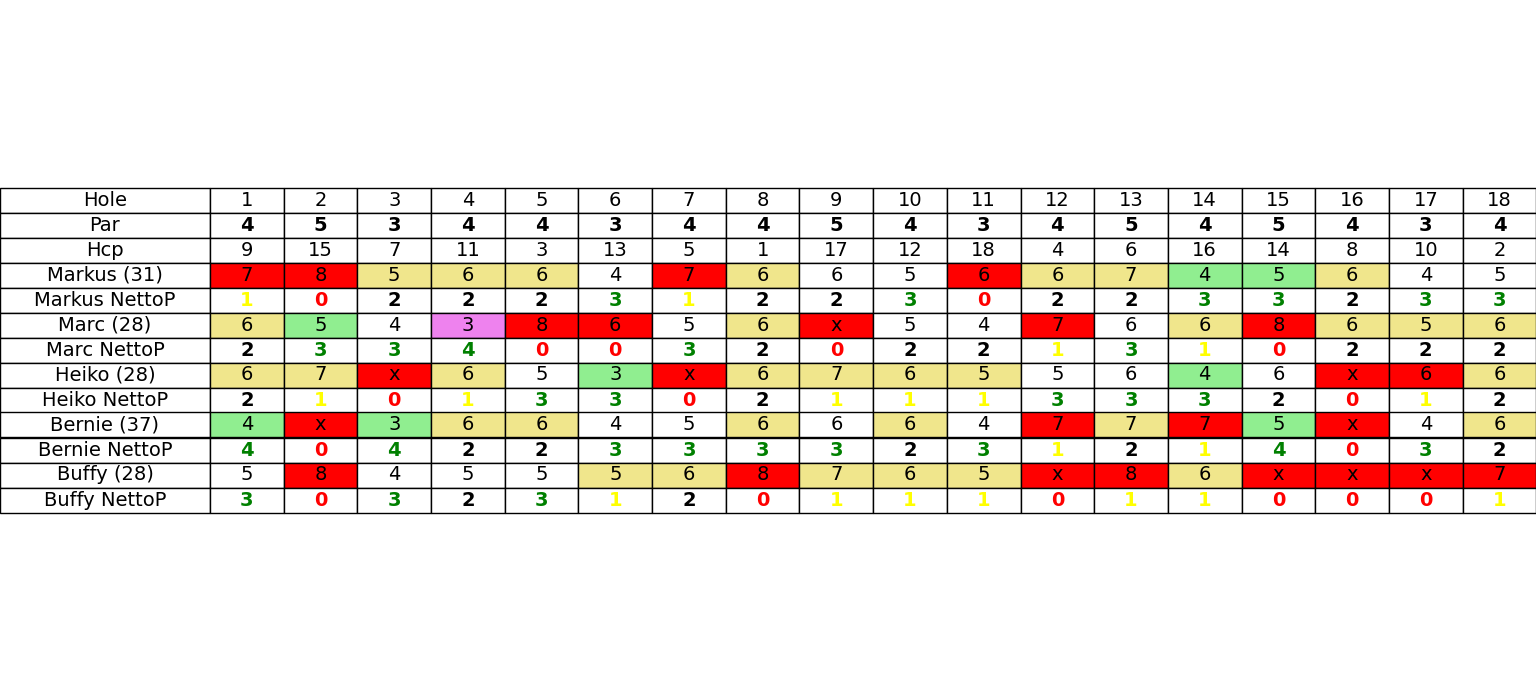 Hole 1 2 3 4 5 6 7 8 9 10 11 12 13 14 15 16 17 18
Par 4 5 3 4 4 3 4 4 5 4 3 4 5 4 5 4 3 4
Hcp 9 15 7 11 3 13 5 1 17 12 18 4 6 16 14 8 10 2
Markus (31) 7 8 5 6 6 4 7 6 6 5 6 6 7 4 5 6 4 5
Markus NettoP 1 0 2 2 2 3 1 2 2 3 0 2 2 3 3 2 3 3
Marc (28) 6 5 4 3 8 6 5 6 x 5 4 7 6 6 8 6 5 6
Marc NettoP 2 3 3 4 0 0 3 2 0 2 2 1 3 1 0 2 2 2
Heiko (28) 6 7 x 6 5 3 x 6 7 6 5 5 6 4 6 x 6 6
Heiko NettoP 2 1 0 1 3 3 0 2 1 1 1 3 3 3 2 0 1 2
Bernie (37) 4 x 3 6 6 4 5 6 6 6 4 7 7 7 5 x 4 6
Bernie NettoP 4 0 4 2 2 3 3 3 3 2 3 1 2 1 4 0 3 2
Buffy (28) 5 8 4 5 5 5 6 8 7 6 5 x 8 6 x x x 7
Buffy NettoP 3 0 3 2 3 1 2 0 1 1 1 0 1 1 0 0 0 1